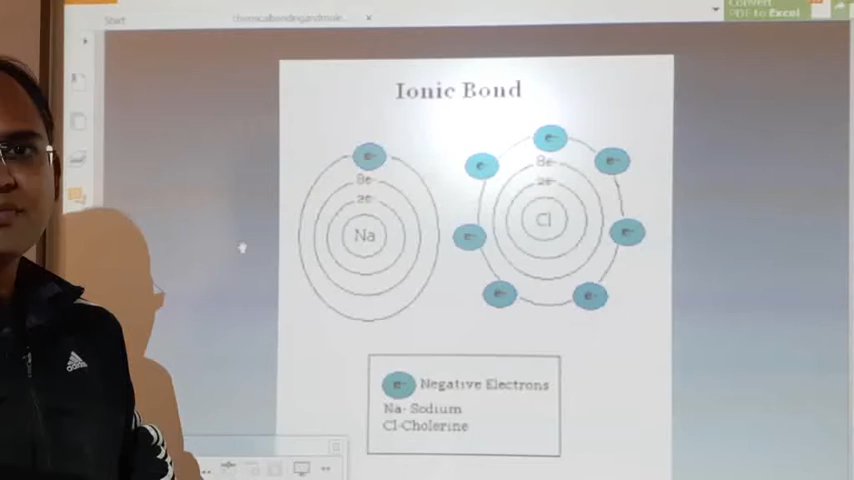 Convert
PDF to Excel
Start
chemicalbondingandmole...
Ionic Bond
e-
e-
e-
e-
8e-
8e-
2e-
2e-
Na
Cl
e-
e-
e-
e-
e- Negative Electrons
Na- Sodium
Cl-Cholerine
adidas